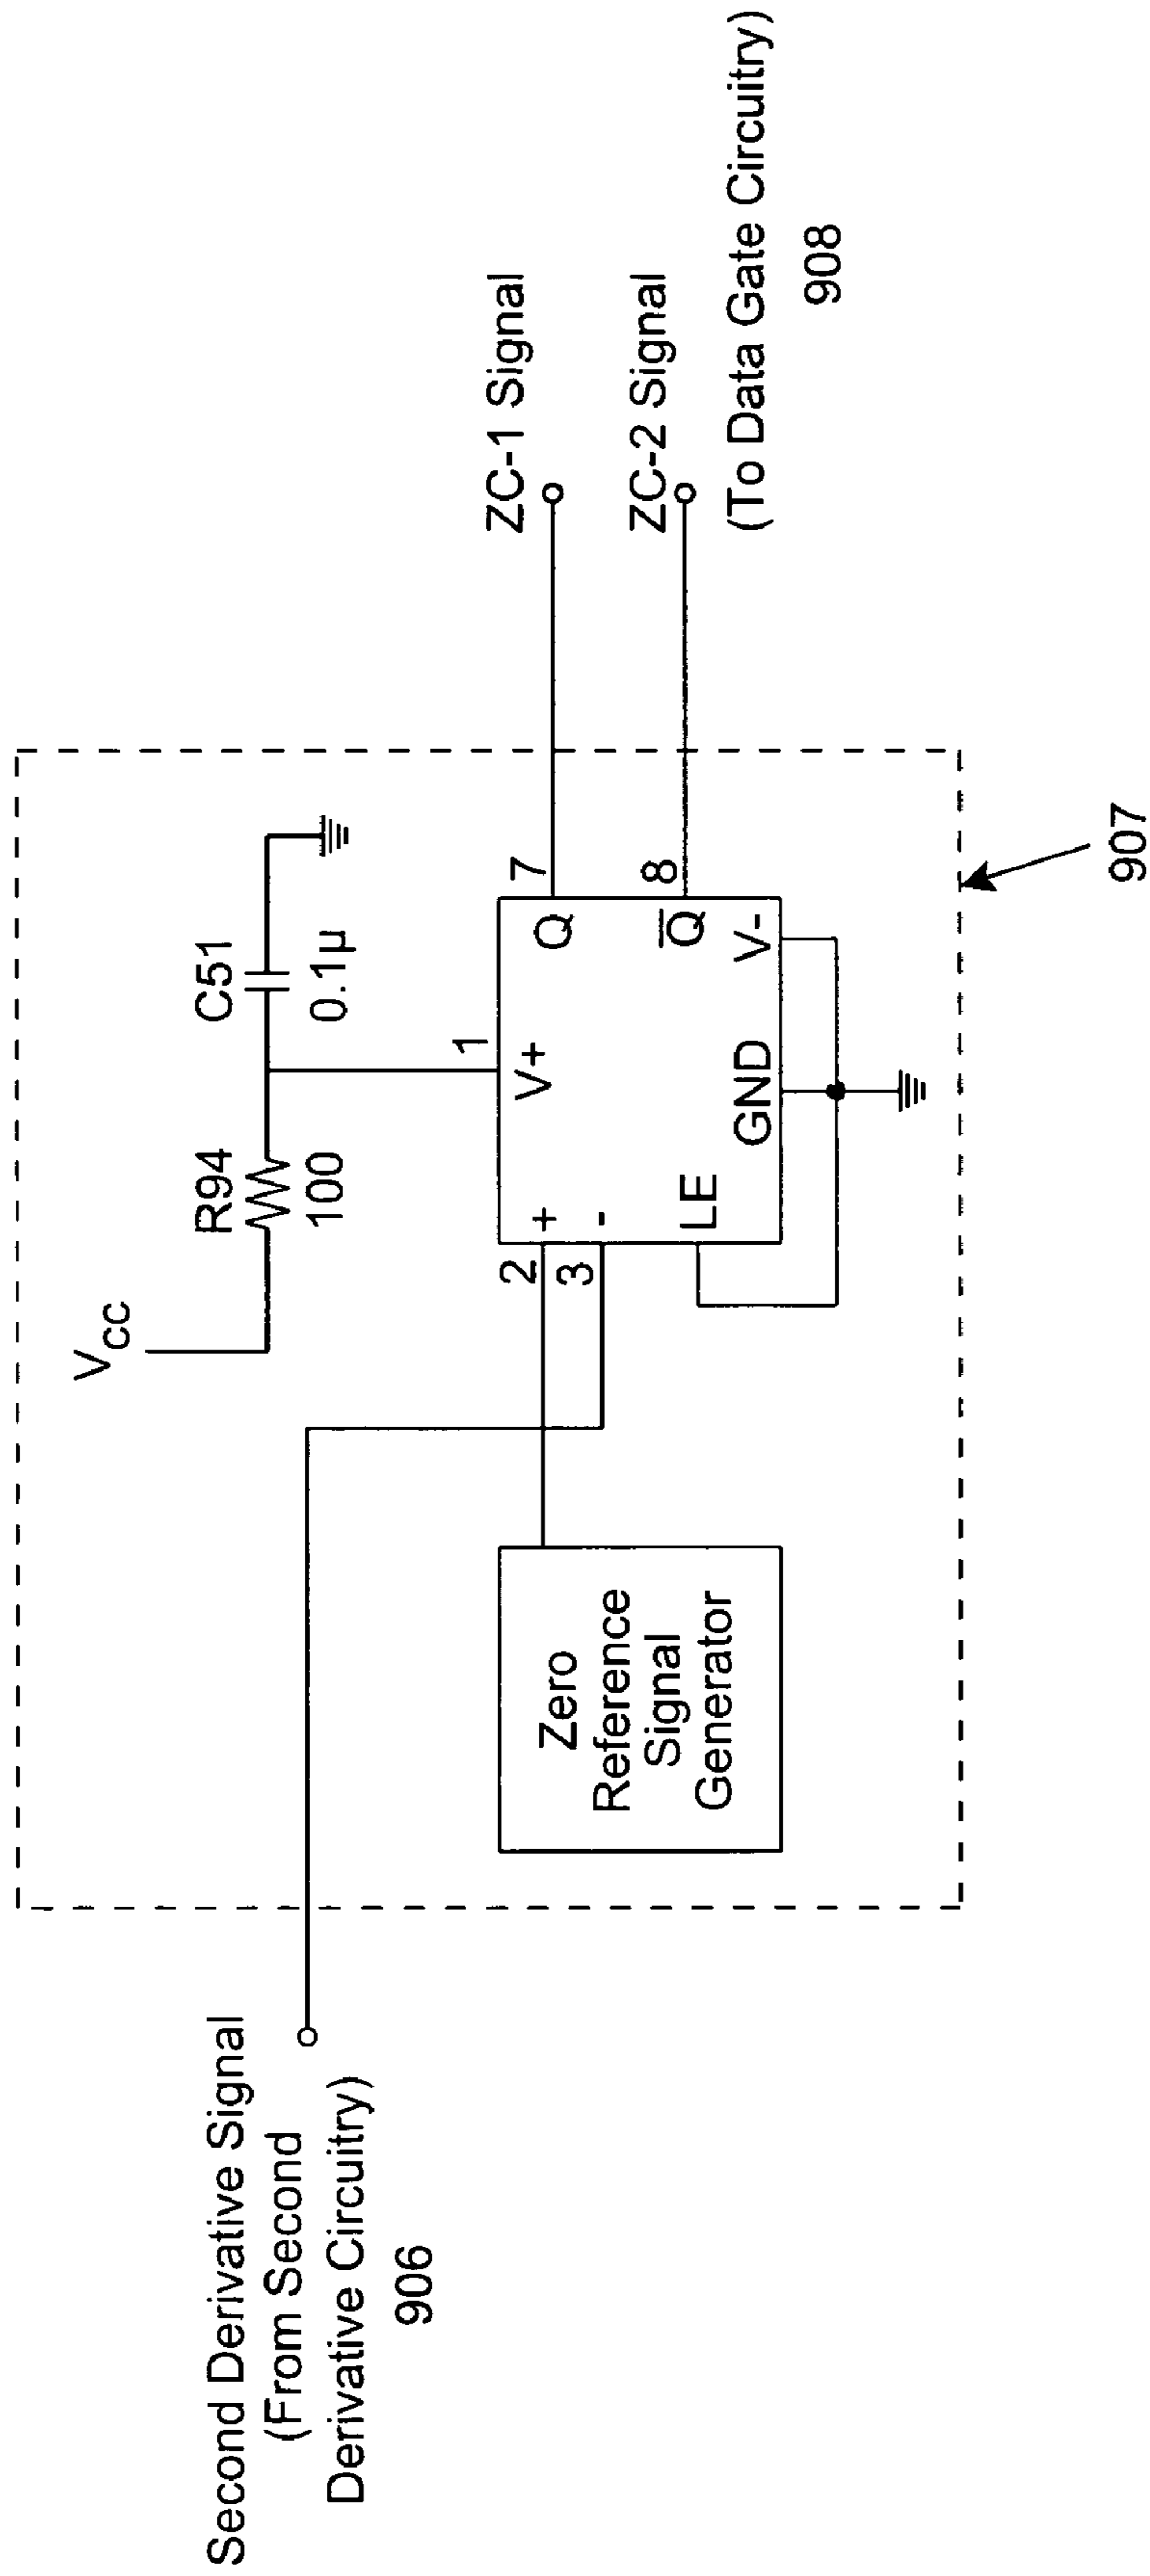 Second Derivative Signal
(From Second
Derivative Circuitry)
906
VCC
R94
100
C51
0.1µ
1
V+
2
+
3
-
LE
GND
V-
Q
7
Q̅
8
Zero
Reference
Signal
Generator
ZC-1 Signal
ZC-2 Signal
(To Data Gate Circuitry)
908
907